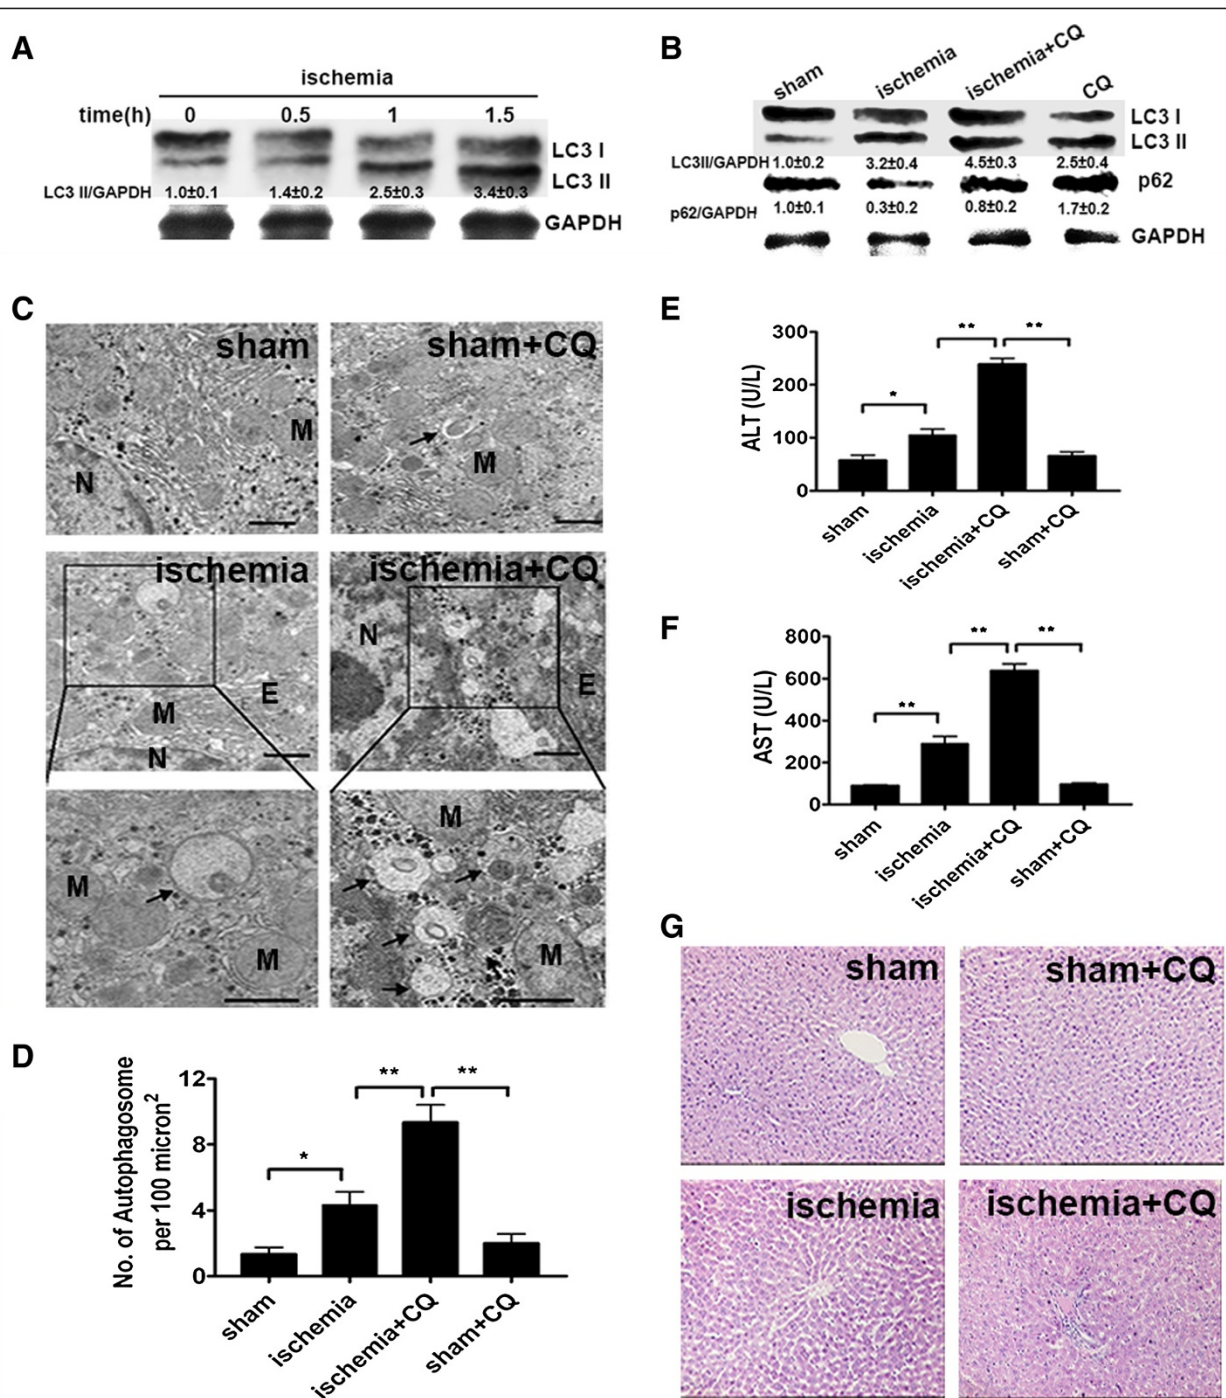 A
ischemia
time(h) 0 0.5 1 1.5
LC3 I
LC3 II
LC3 II/GAPDH 1.0±0.1 1.4±0.2 2.5±0.3 3.4±0.3
GAPDH
B
sham ischemia ischemia+CQ CQ
LC3 I
LC3 II
LC3II/GAPDH 1.0±0.2 3.2±0.4 4.5±0.3 2.5±0.4
p62
p62/GAPDH 1.0±0.1 0.3±0.2 0.8±0.2 1.7±0.2
GAPDH
C
sham
M
N
sham+CQ
M
ischemia
E
M
N
ischemia+CQ
N
E
M
M
M
M
D
No. of Autophagosome
per 100 micron2
12
8
4
0
*
**
**
sham
ischemia
ischemia+CQ
sham+CQ
E
ALT (U/L)
300
200
100
0
*
**
**
sham
ischemia
ischemia+CQ
sham+CQ
F
AST (U/L)
800
600
400
200
0
**
**
**
sham
ischemia
ischemia+CQ
sham+CQ
G
sham
sham+CQ
ischemia
ischemia+CQ